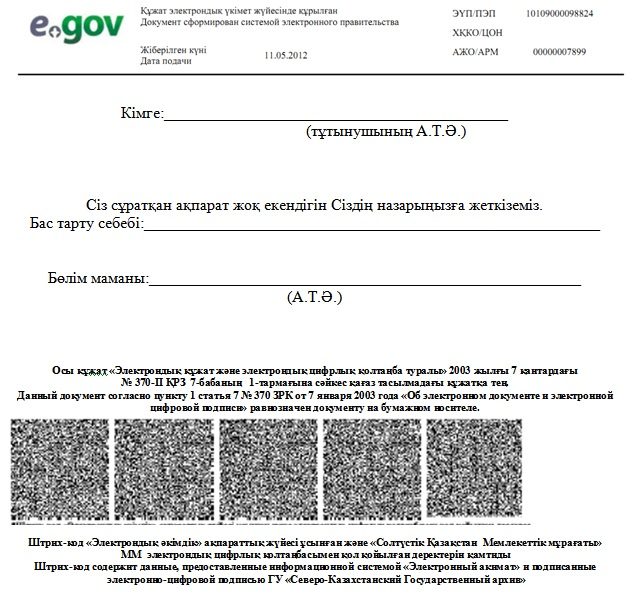 e.gov
Құжат электрондық үкімет жүйесінде құрылған
Документ сформирован системой электронного правительства
Жіберілген күні
Дата подачи
11.05.2012
ЭҮП/ПЭП 10109000098824
ХҚКО/ЦОН
АЖО/АРМ 00000007899
Кімге:
(тұтынушының А.Т.Ә.)
Сіз сұратқан ақпарат жоқ екендігін Сіздің назарыңызға жеткіземіз.
Бас тарту себебі:
Бөлім маманы:
(А.Т.Ә.)
Осы құжат «Электрондық құжат және электрондық цифрлық қолтаңба туралы» 2003 жылғы 7 қаңтардағы
№ 370-II ҚРЗ 7-бабының 1-тармағына сәйкес қағаз тасылмадағы құжатқа тең.
Данный документ согласно пункту 1 статья 7 № 370 ЗРК от 7 января 2003 года «Об электронном документе и электронной
цифровой подписи» равнозначен документу на бумажном носителе.
Штрих-код «Электрондық әкімдік» ақпараттық жүйесі ұсынған және «Солтүстік Қазақстан Мемлекеттік мұрағаты»
ММ электрондық цифрлық қолтаңбасымен қол қойылған деректерін қамтиды
Штрих-код содержит данные, предоставленные информационной системой «Электронный акимат» и подписанные
электронно-цифровой подписью ГУ «Северо-Казахстанский Государственный архив»